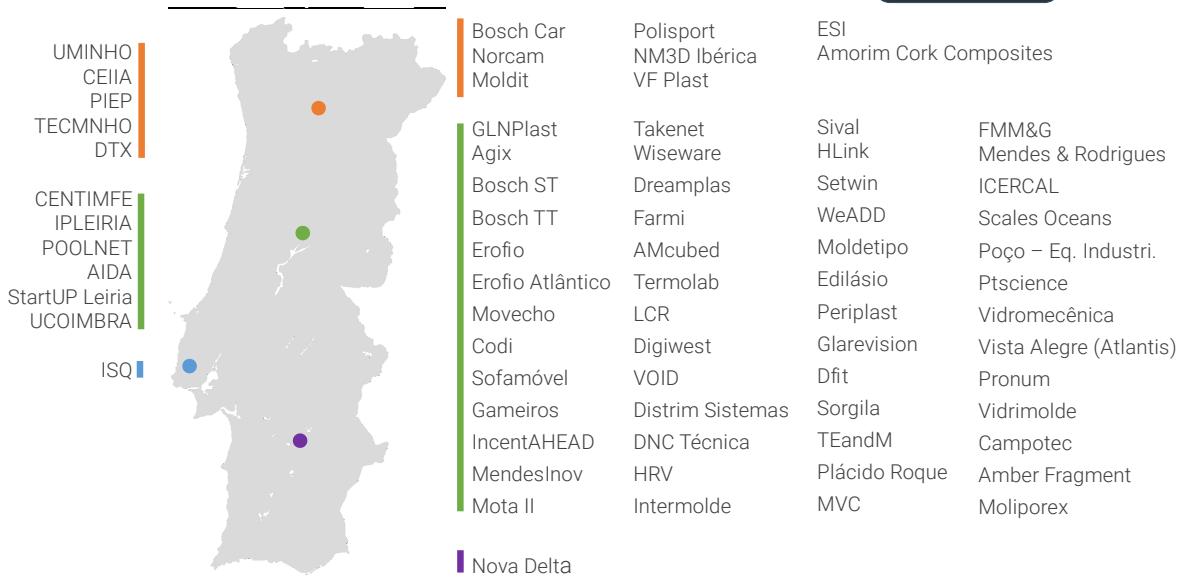 UMINHO
CEIIA
PIEP
TECMNHO
DTX
CENTIMFE
IPLEIRIA
POOLNET
AIDA
StartUP Leiria
UCOIMBRA
ISQ
Bosch Car
Norcam
Moldit
Polisport
NM3D Ibérica
VF Plast
ESI
Amorim Cork Composites
GLNPlast
Agix
Bosch ST
Bosch TT
Erofio
Erofio Atlântico
Movecho
Codi
Sofamóvel
Gameiros
IncentAHEAD
MendesInov
Mota II
Takenet
Wiseware
Dreamplas
Farmi
AMcubed
Termolab
LCR
Digiwest
VOID
Distrim Sistemas
DNC Técnica
HRV
Intermolde
Sival
HLink
Setwin
WeADD
Moldetipo
Edilásio
Periplast
Glarevision
Dfit
Sorgila
TEandM
Plácido Roque
MVC
FMM&G
Mendes & Rodrigues
ICERCAL
Scales Oceans
Poço – Eq. Industri.
Ptscience
Vidromecênica
Vista Alegre (Atlantis)
Pronum
Vidrimolde
Campotec
Amber Fragment
Moliporex
Nova Delta